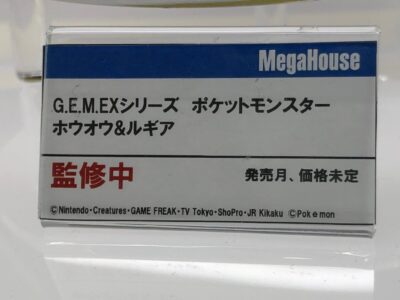 MegaHouse
G.E.M.EXシリーズ ポケットモンスター
ホウオウ&ルギア
監修中 発売月、価格未定
©Nintendo・Creatures・GAME FREAK・TV Tokyo・ShoPro・JR Kikaku ©Pokémon